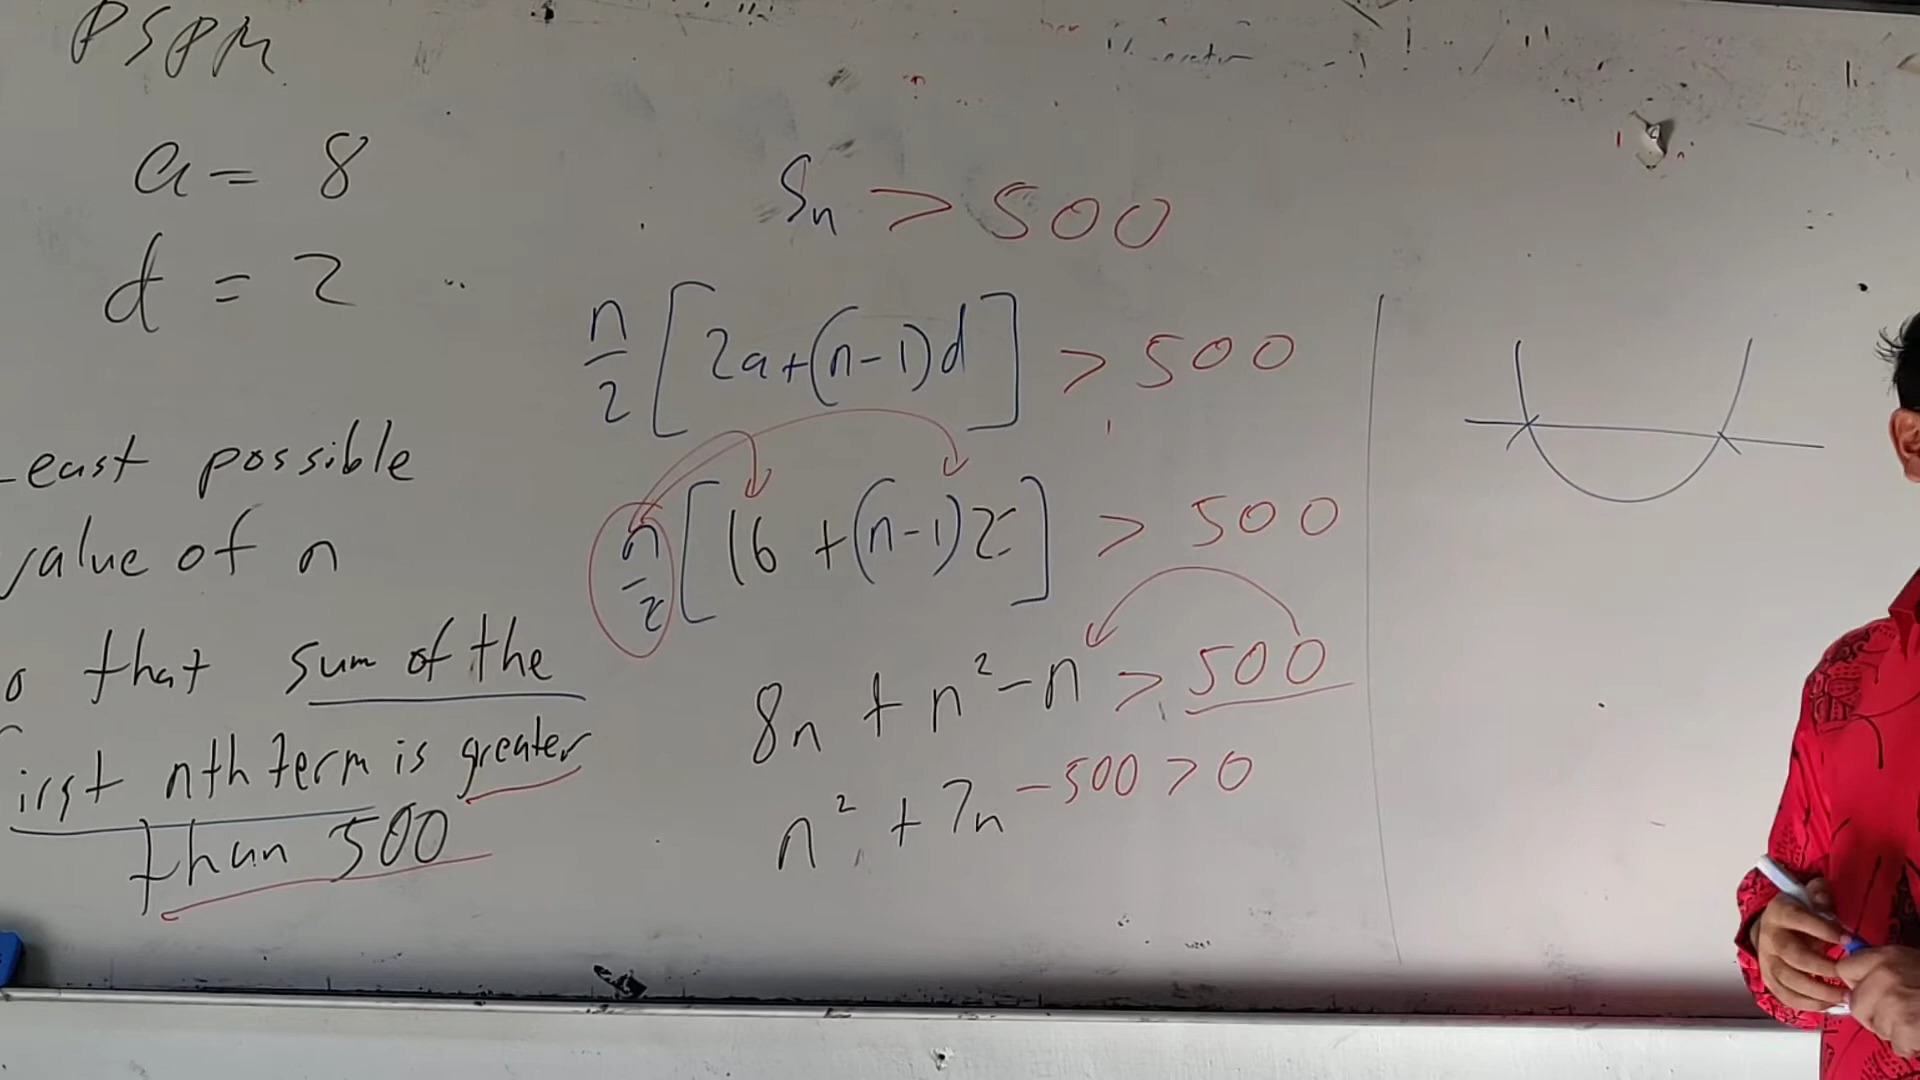 PSPM
a = 8
d = 2
Least possible
value of n
so that sum of the
first nth term is greater
than 500
Sn > 500
n/2 [2a+(n-1)d] > 500
n/2 [16 +(n-1)2] > 500
8n + n² - n > 500
n² + 7n - 500 > 0